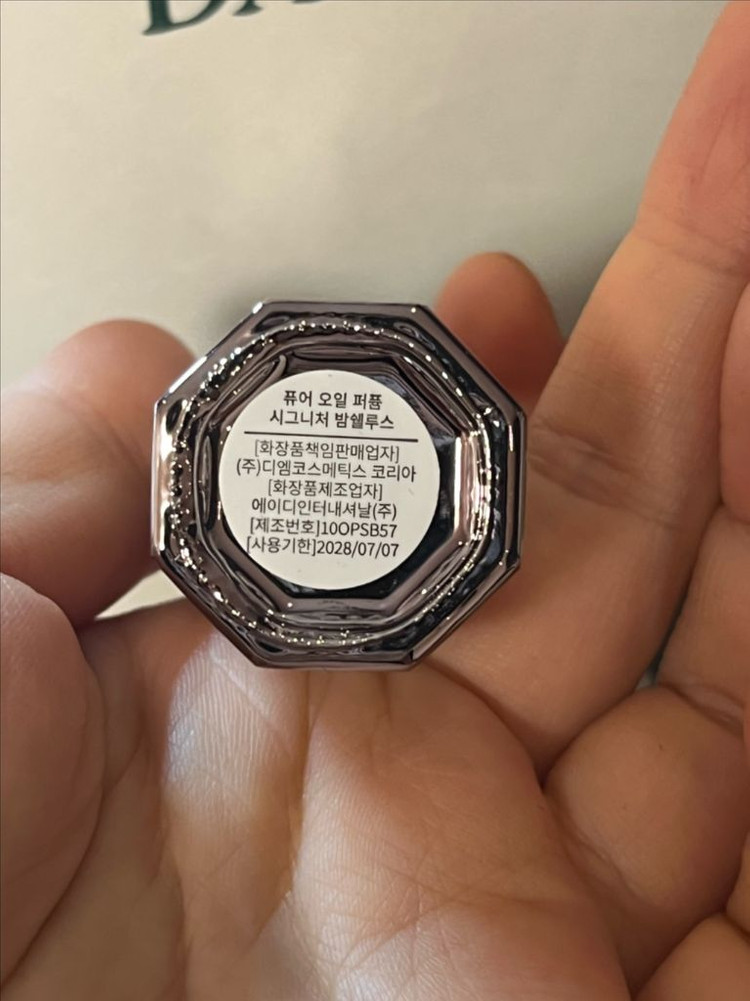 퓨어 오일 퍼퓸
시그니처 밤쉘루스
[화장품책임판매업자]
(주)디엠코스메틱스 코리아
[화장품제조업자]
에이디인터내셔날(주)
[제조번호]10OPSB57
[사용기한]2028/07/07